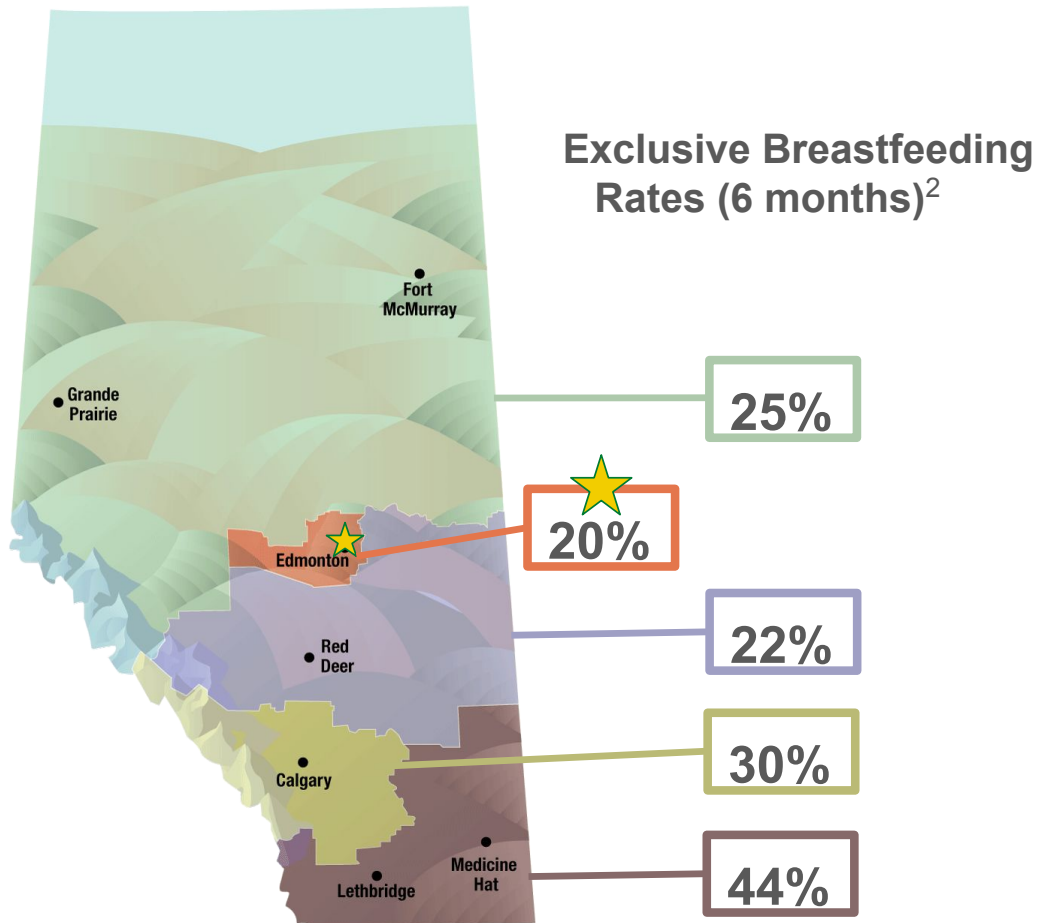 Exclusive Breastfeeding
Rates (6 months)²
Fort
McMurray
Grande
Prairie
25%
20%
Edmonton
22%
Red
Deer
30%
Calgary
44%
Medicine
Hat
Lethbridge